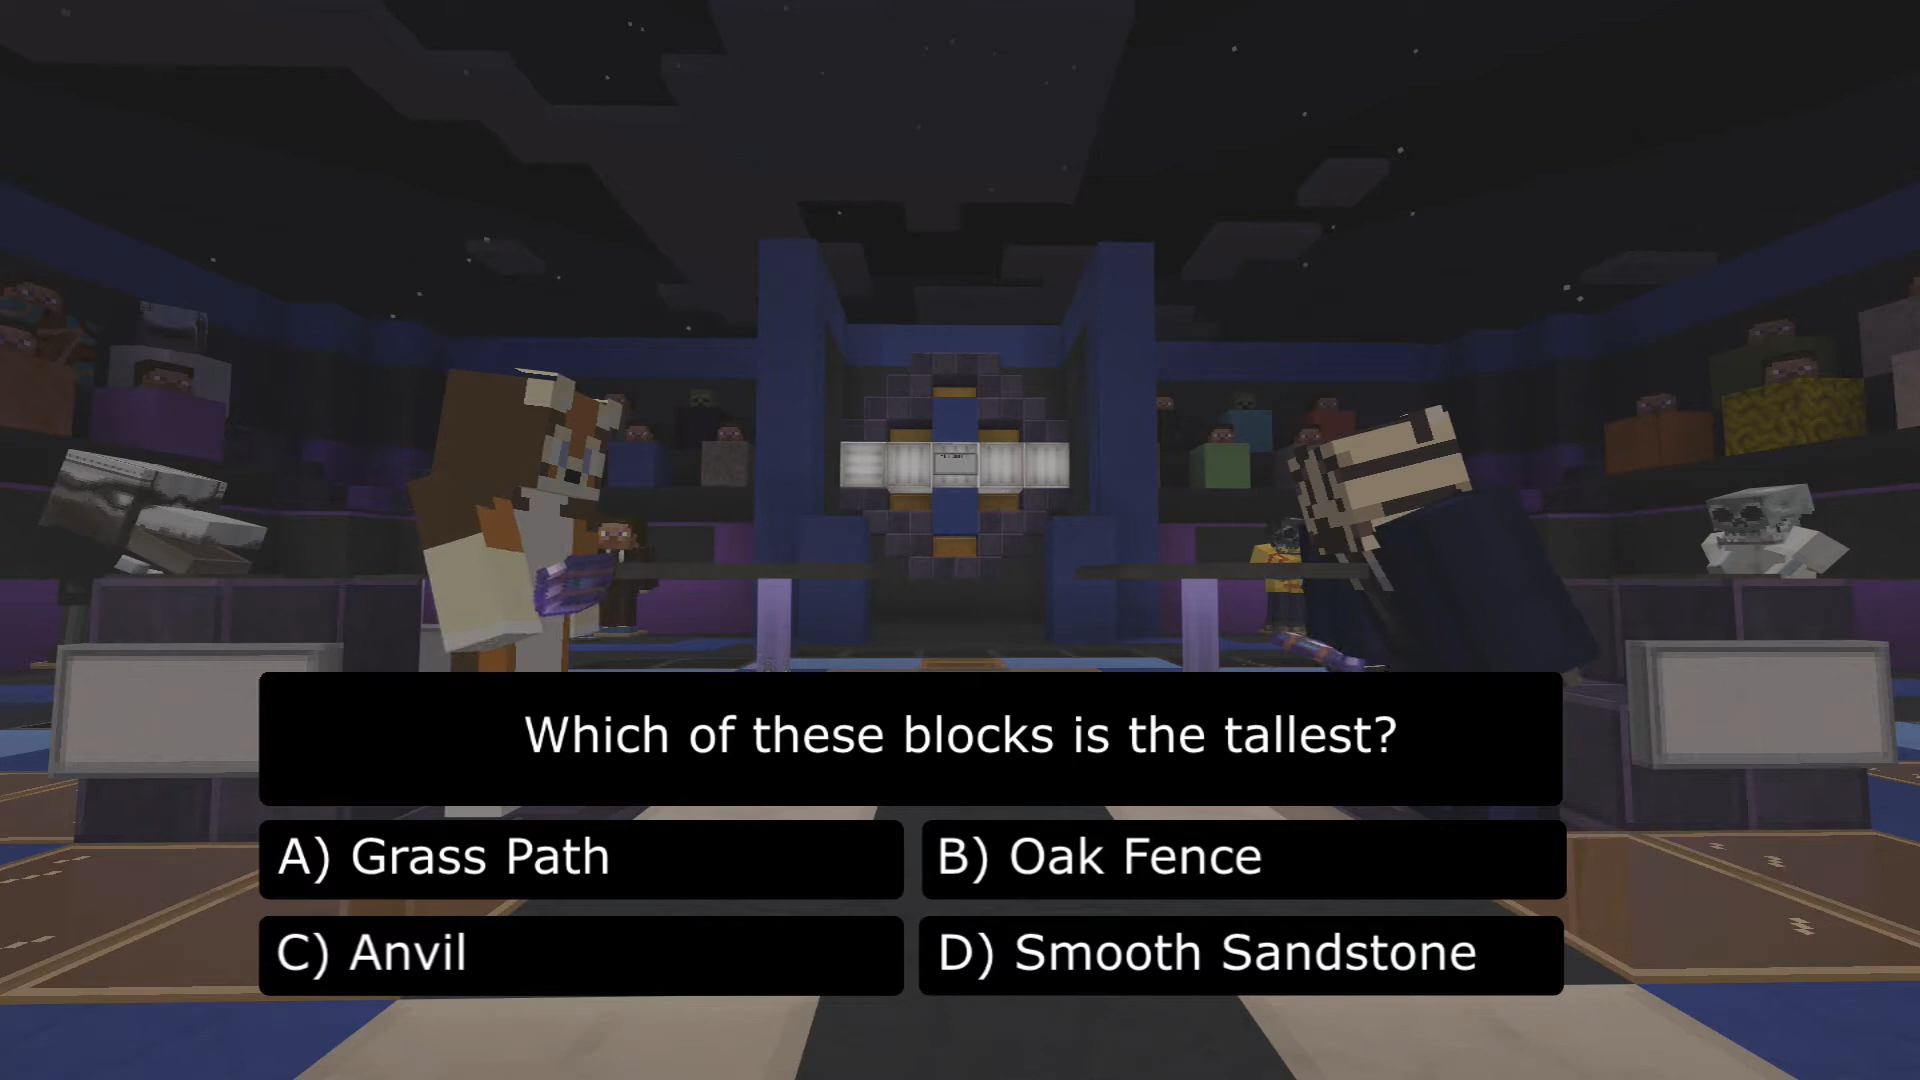 Which of these blocks is the tallest?
A) Grass Path
B) Oak Fence
C) Anvil
D) Smooth Sandstone